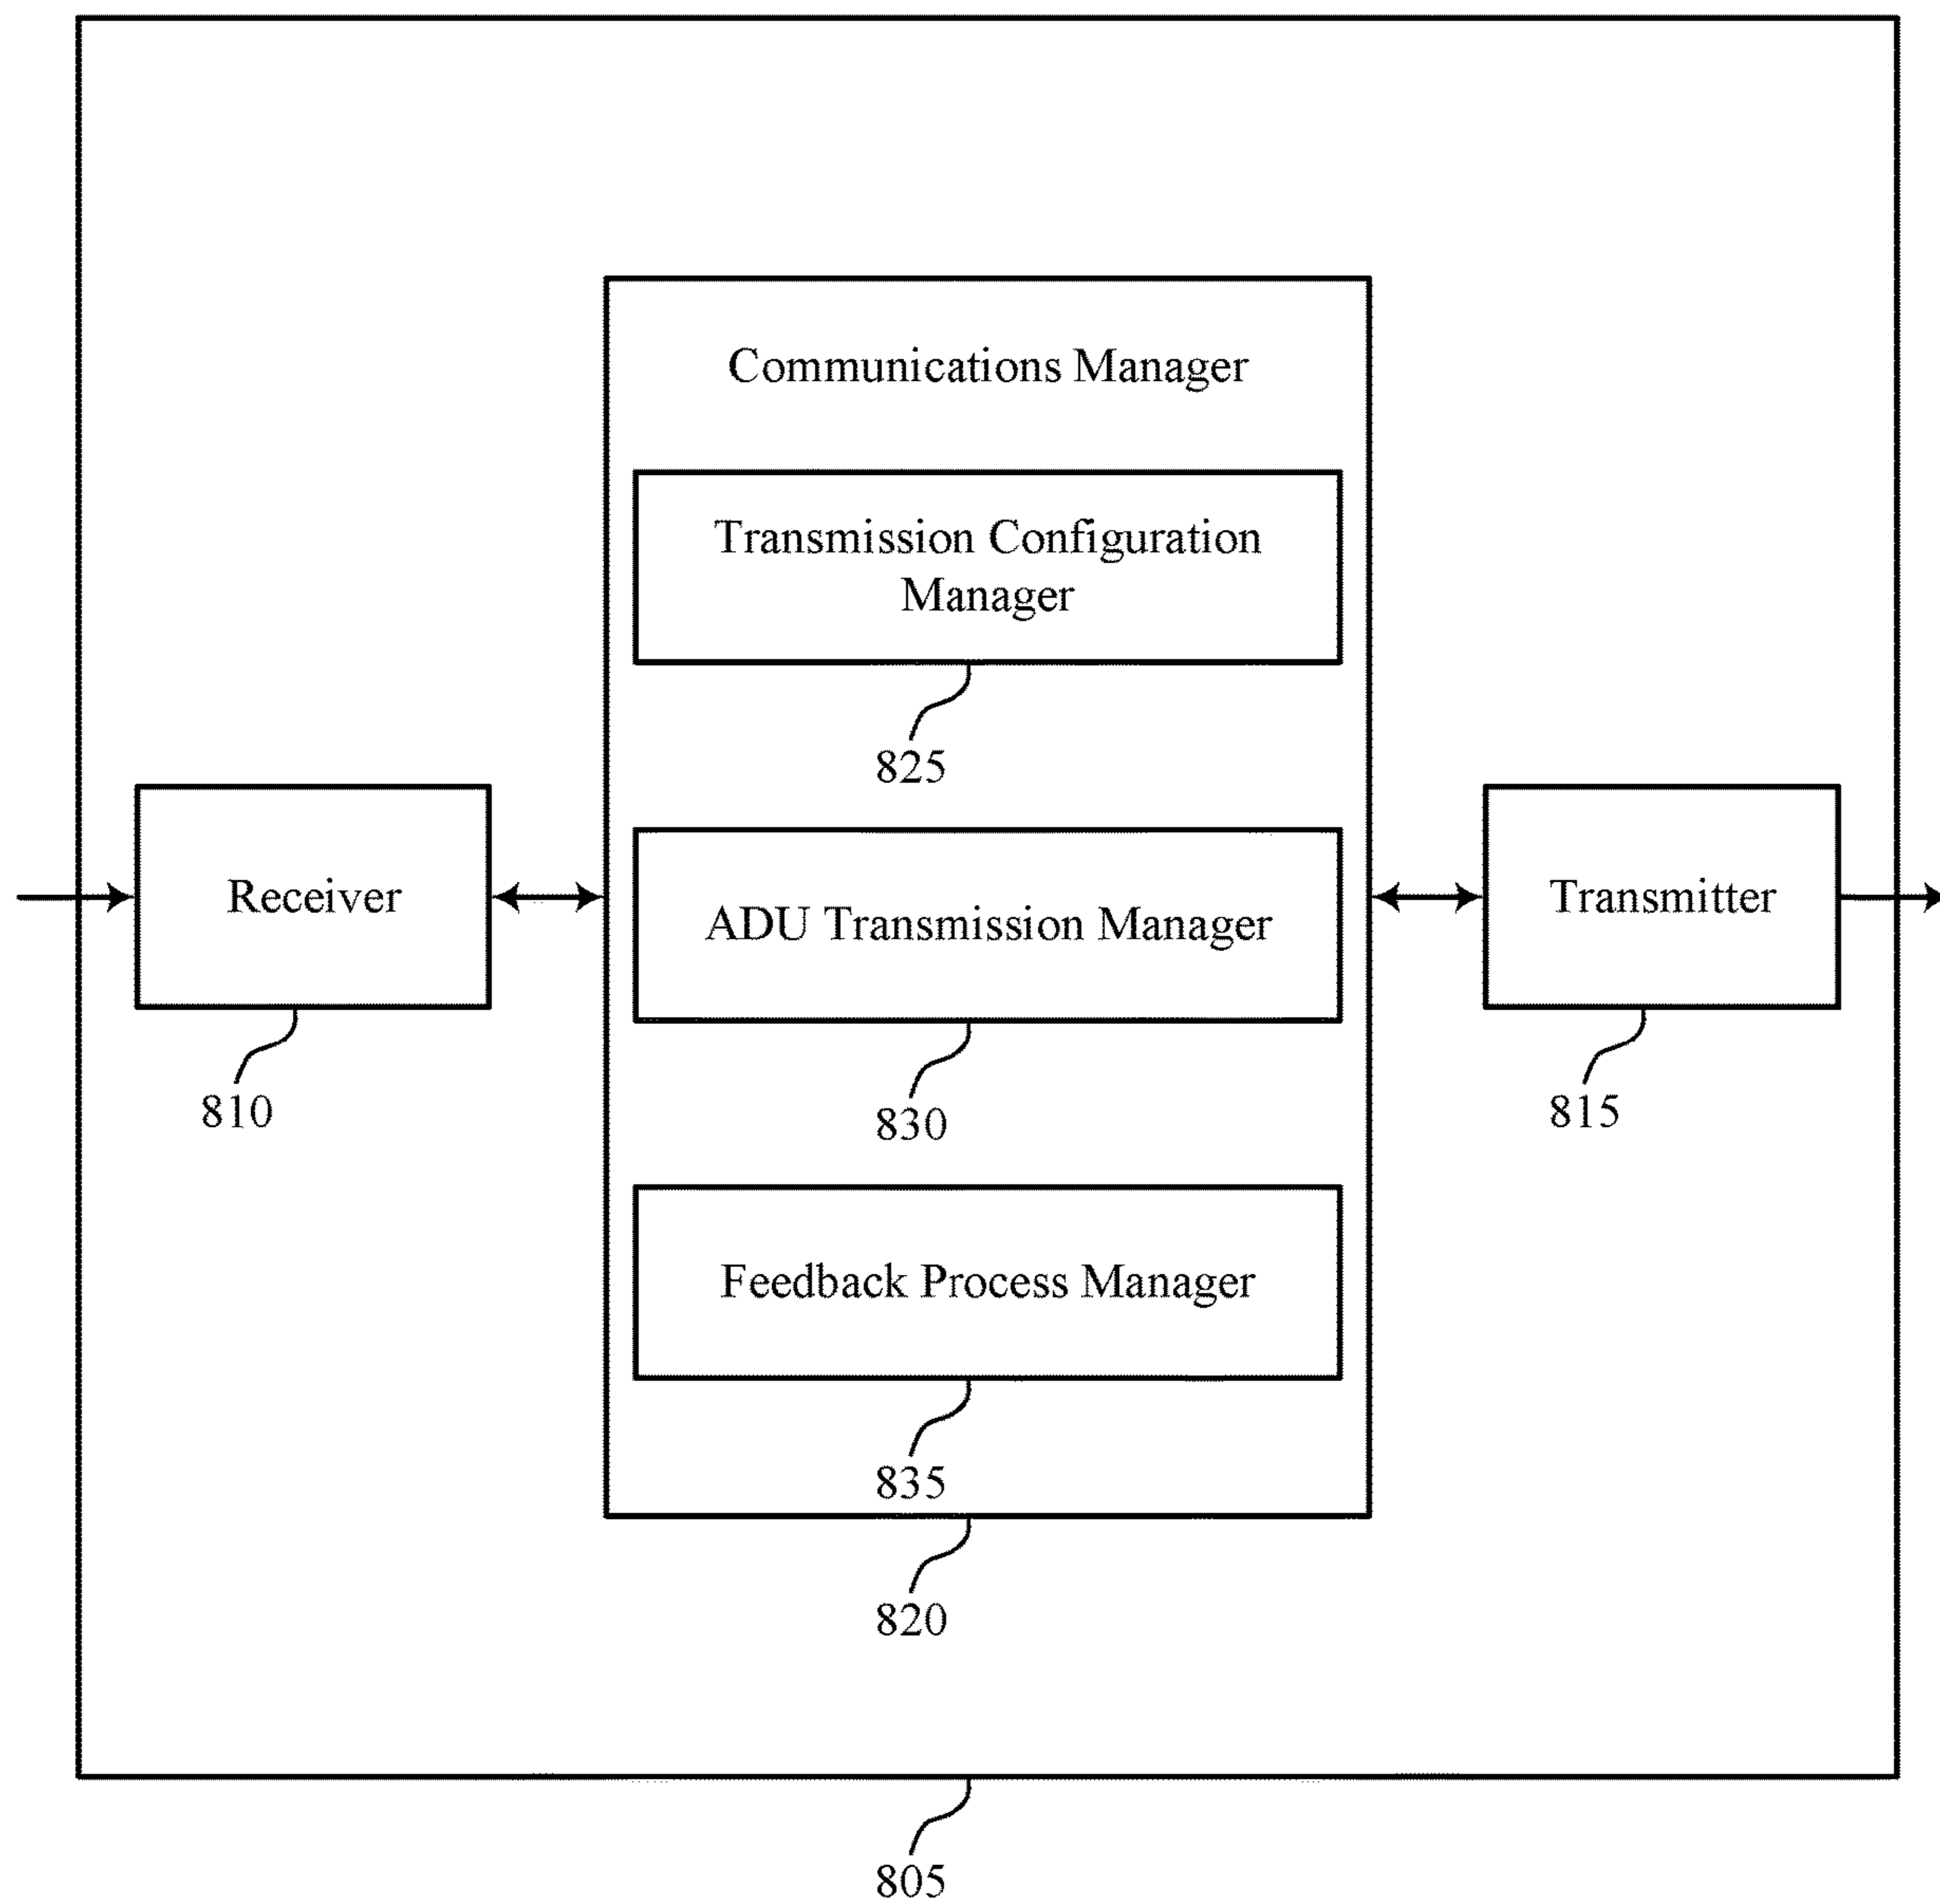 Communications Manager
Transmission Configuration
Manager
825
Receiver
810
ADU Transmission Manager
830
Transmitter
815
Feedback Process Manager
835
820
805